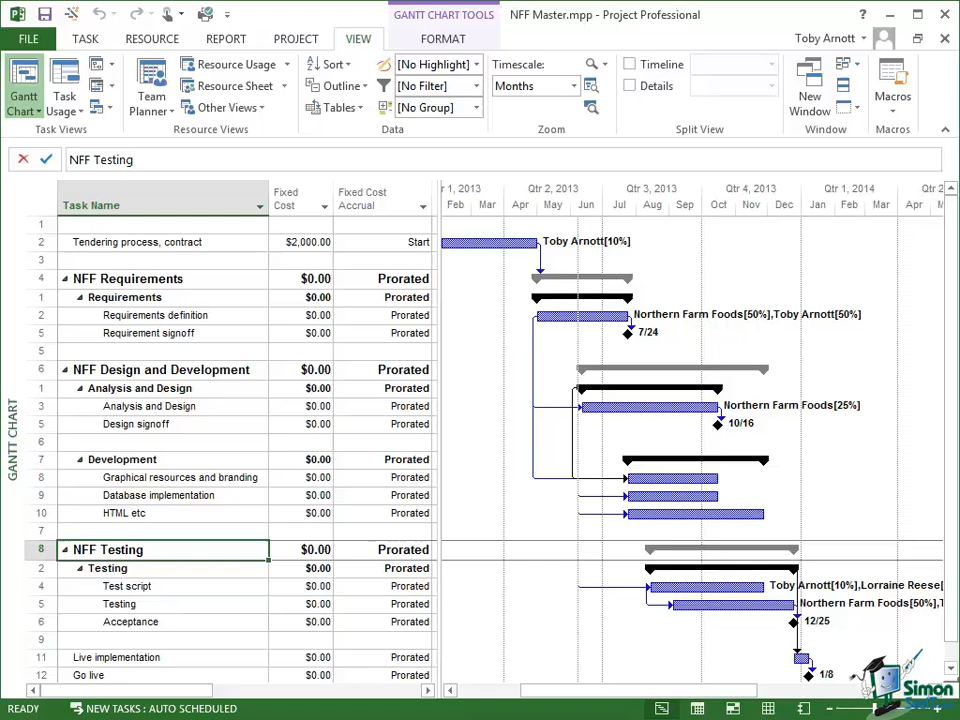 GANTT CHART TOOLS NFF Master.mpp - Project Professional ?
FILE TASK RESOURCE REPORT PROJECT VIEW FORMAT Toby Arnott
Gantt Chart Task Usage Team Planner Resource Usage Resource Sheet Other Views Sort Outline Tables [No Highlight] [No Filter] [No Group] Timescale: Months Timeline Details New Window Macros
Task Views Resource Views Data Zoom Split View Window Macros
NFF Testing
Task Name Fixed Cost Fixed Cost Accrual
r 1, 2013 Qtr 2, 2013 Qtr 3, 2013 Qtr 4, 2013 Qtr 1, 2014 Qtr 2
Feb Mar Apr May Jun Jul Aug Sep Oct Nov Dec Jan Feb Mar Apr
1
2 Tendering process, contract $2,000.00 Start Toby Arnott[10%]
3
4 NFF Requirements $0.00 Prorated
1 Requirements $0.00 Prorated
2 Requirements definition $0.00 Prorated Northern Farm Foods[50%],Toby Arnott[50%]
5 Requirement signoff $0.00 Prorated 7/24
5
6 NFF Design and Development $0.00 Prorated
1 Analysis and Design $0.00 Prorated
3 Analysis and Design $0.00 Prorated Northern Farm Foods[25%]
5 Design signoff $0.00 Prorated 10/16
6
7 Development $0.00 Prorated
8 Graphical resources and branding $0.00 Prorated
9 Database implementation $0.00 Prorated
10 HTML etc $0.00 Prorated
7
8 NFF Testing $0.00 Prorated
2 Testing $0.00 Prorated
4 Test script $0.00 Prorated Toby Arnott[10%],Lorraine Reese[
5 Testing $0.00 Prorated Northern Farm Foods[50%],T
6 Acceptance $0.00 Prorated 12/25
9
11 Live implementation $0.00 Prorated
12 Go live $0.00 Prorated 1/8
GANTT CHART
Simon
READY NEW TASKS : AUTO SCHEDULED